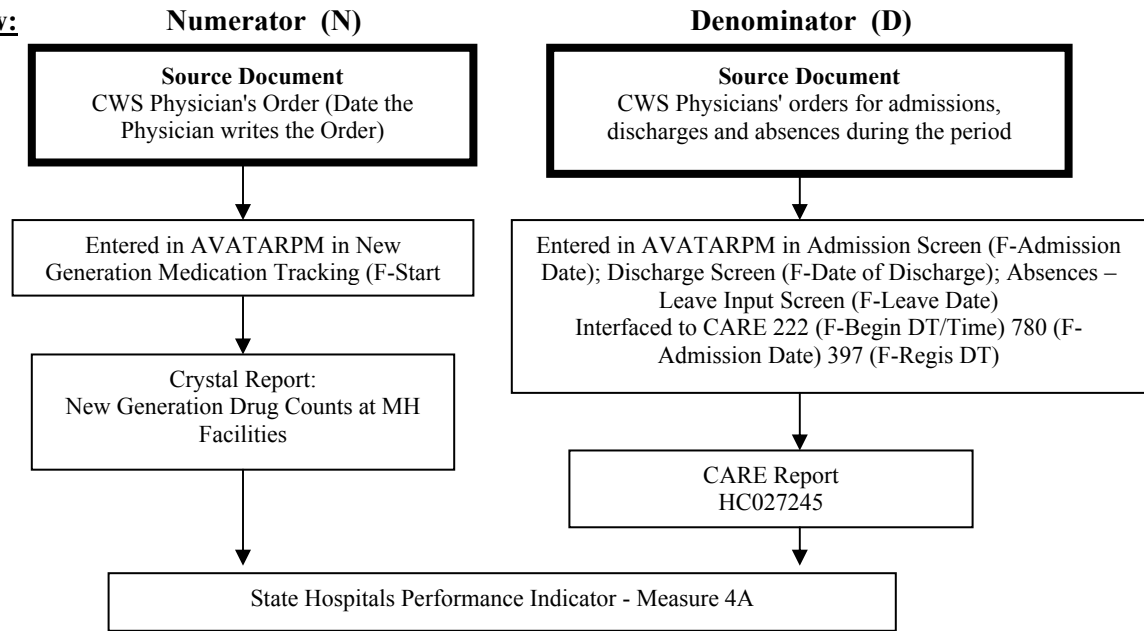 w:
Numerator (N)
Denominator (D)
Source Document
CWS Physician's Order (Date the
Physician writes the Order)
Source Document
CWS Physicians' orders for admissions,
discharges and absences during the period
Entered in AVATARPM in New
Generation Medication Tracking (F-Start
Entered in AVATARPM in Admission Screen (F-Admission
Date); Discharge Screen (F-Date of Discharge); Absences –
Leave Input Screen (F-Leave Date)
Interfaced to CARE 222 (F-Begin DT/Time) 780 (F-
Admission Date) 397 (F-Regis DT)
Crystal Report:
New Generation Drug Counts at MH
Facilities
CARE Report
HC027245
State Hospitals Performance Indicator - Measure 4A